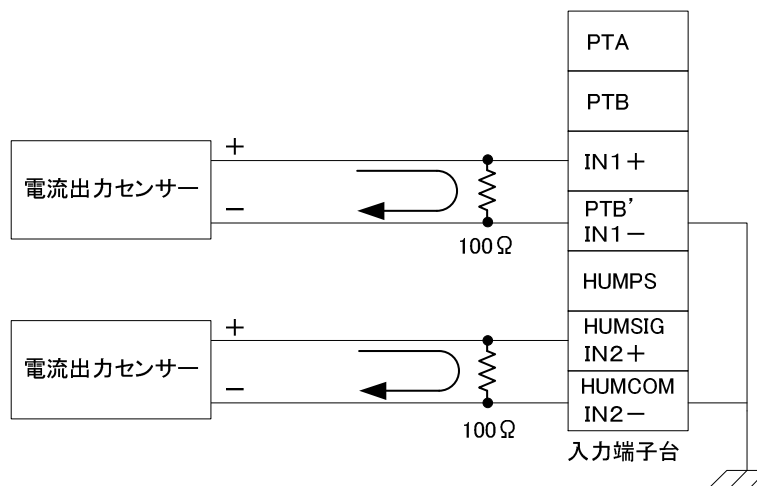 PTA
PTB
+
IN1+
電流出力センサー
PTB'
−
IN1−
100Ω
HUMPS
+
HUMSIG
IN2+
電流出力センサー
−
HUMCOM
IN2−
100Ω
入力端子台